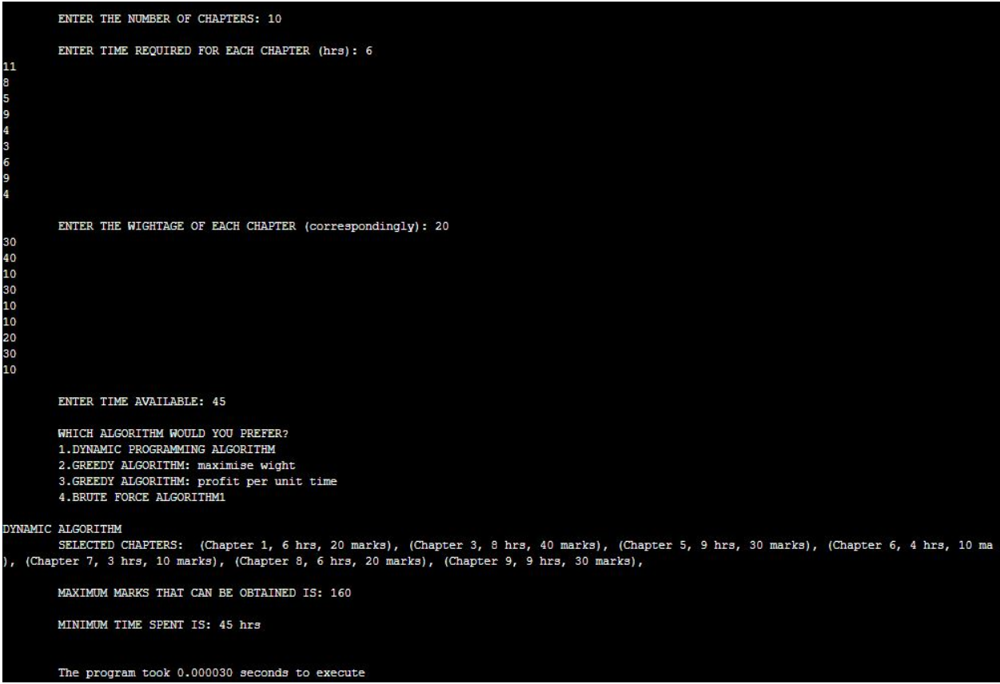 ENTER THE NUMBER OF CHAPTERS: 10
ENTER TIME REQUIRED FOR EACH CHAPTER (hrs): 6
11
8
5
9
4
3
6
9
4
ENTER THE WIGHTAGE OF EACH CHAPTER (correspondingly): 20
30
40
10
30
10
10
20
30
10
ENTER TIME AVAILABLE: 45
WHICH ALGORITHM WOULD YOU PREFER?
1.DYNAMIC PROGRAMMING ALGORITHM
2.GREEDY ALGORITHM: maximise wight
3.GREEDY ALGORITHM: profit per unit time
4.BRUTE FORCE ALGORITHM1
DYNAMIC ALGORITHM
SELECTED CHAPTERS: (Chapter 1, 6 hrs, 20 marks), (Chapter 3, 8 hrs, 40 marks), (Chapter 5, 9 hrs, 30 marks), (Chapter 6, 4 hrs, 10 ma
), (Chapter 7, 3 hrs, 10 marks), (Chapter 8, 6 hrs, 20 marks), (Chapter 9, 9 hrs, 30 marks),
MAXIMUM MARKS THAT CAN BE OBTAINED IS: 160
MINIMUM TIME SPENT IS: 45 hrs
The program took 0.000030 seconds to execute